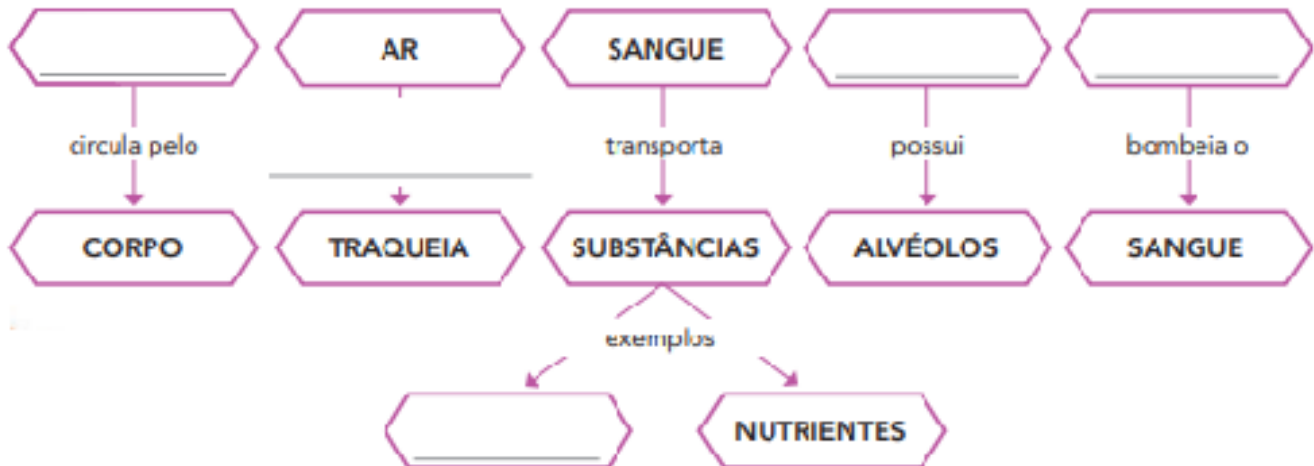 AR
SANGUE
circula pelo
transporta
possui
bombeia o
CORPO
TRAQUEIA
SUBSTÂNCIAS
ALVÉOLOS
SANGUE
exemplos
NUTRIENTES